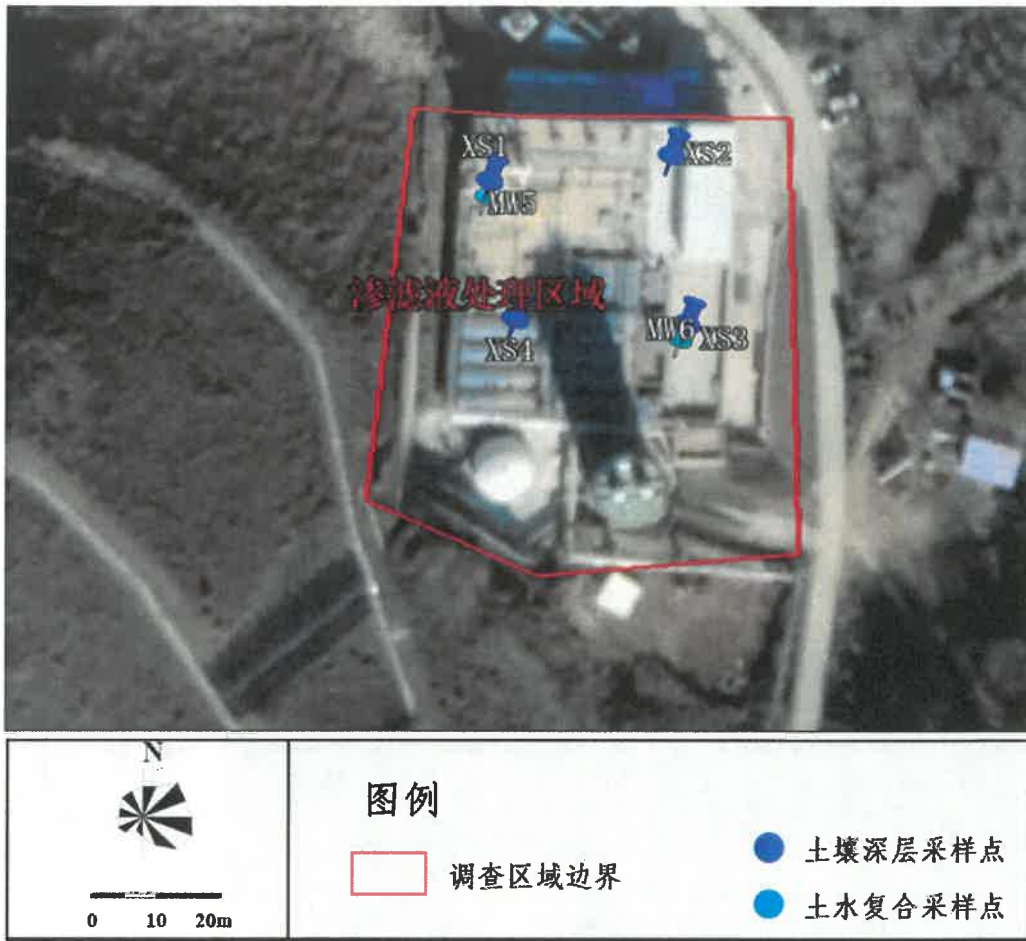 XS1
XS2
MW5
渗滤液处理区域
MW6
XS3
XS4
N
图例
调查区域边界
土壤深层采样点
土水复合采样点
0 10 20m